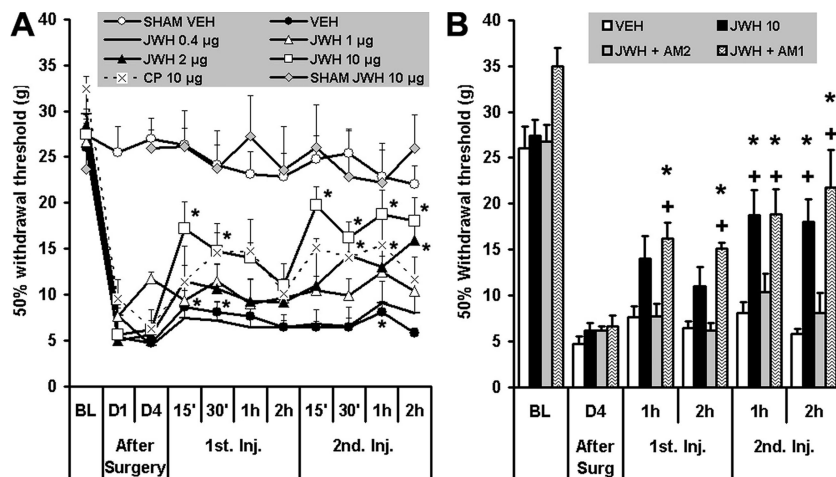 A
SHAM VEH VEH
JWH 0.4 µg JWH 1 µg
JWH 2 µg JWH 10 µg
CP 10 µg SHAM JWH 10 µg
50% withdrawal threshold (g)
40
35
30
25
20
15
10
5
0
* * * * * * * * * * * *
BL D1 D4 15' 30' 1h 2h 15' 30' 1h 2h
After Surgery 1st. Inj. 2nd. Inj.
B
VEH JWH 10
JWH + AM2 JWH + AM1
50% Withdrawal threshold (g)
40
35
30
25
20
15
10
5
0
* + * + * + * + * + * +
BL D4 1h 2h 1h 2h
After Surg 1st. Inj. 2nd. Inj.